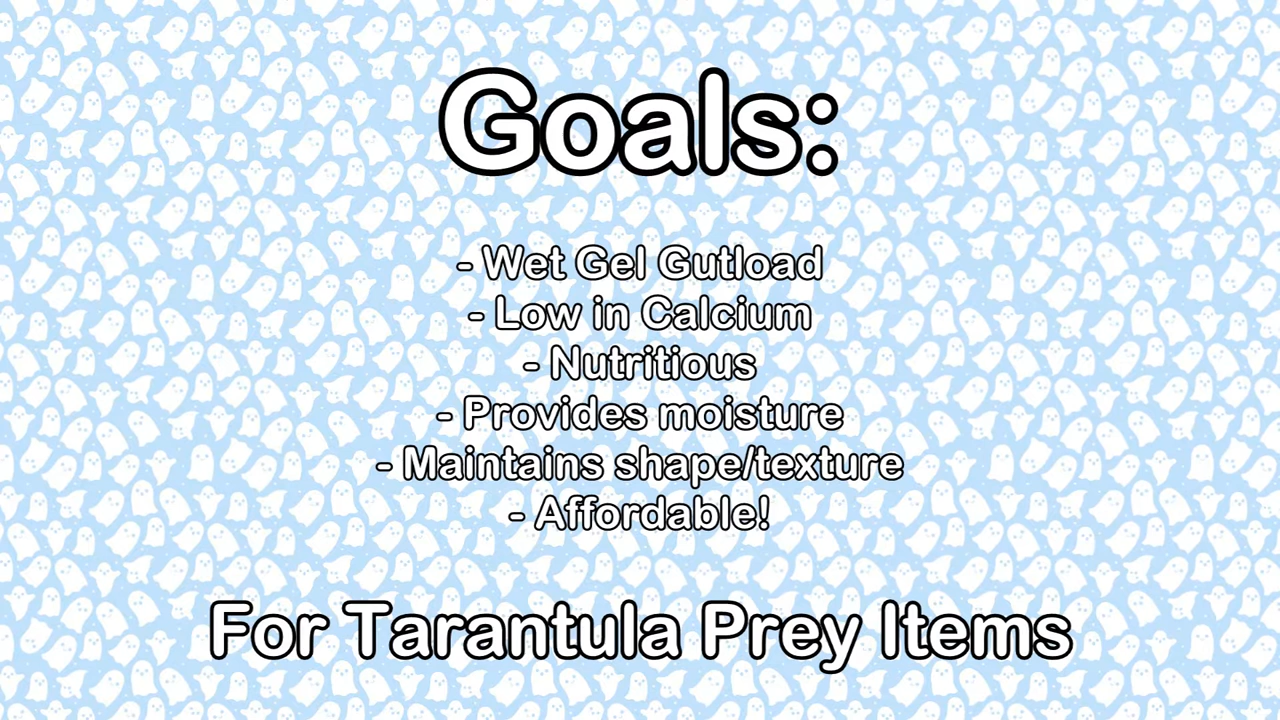 Goals:
- Wet Gel Gutload
- Low in Calcium
- Nutritious
- Provides moisture
- Maintains shape/texture
- Affordable!
For Tarantula Prey Items